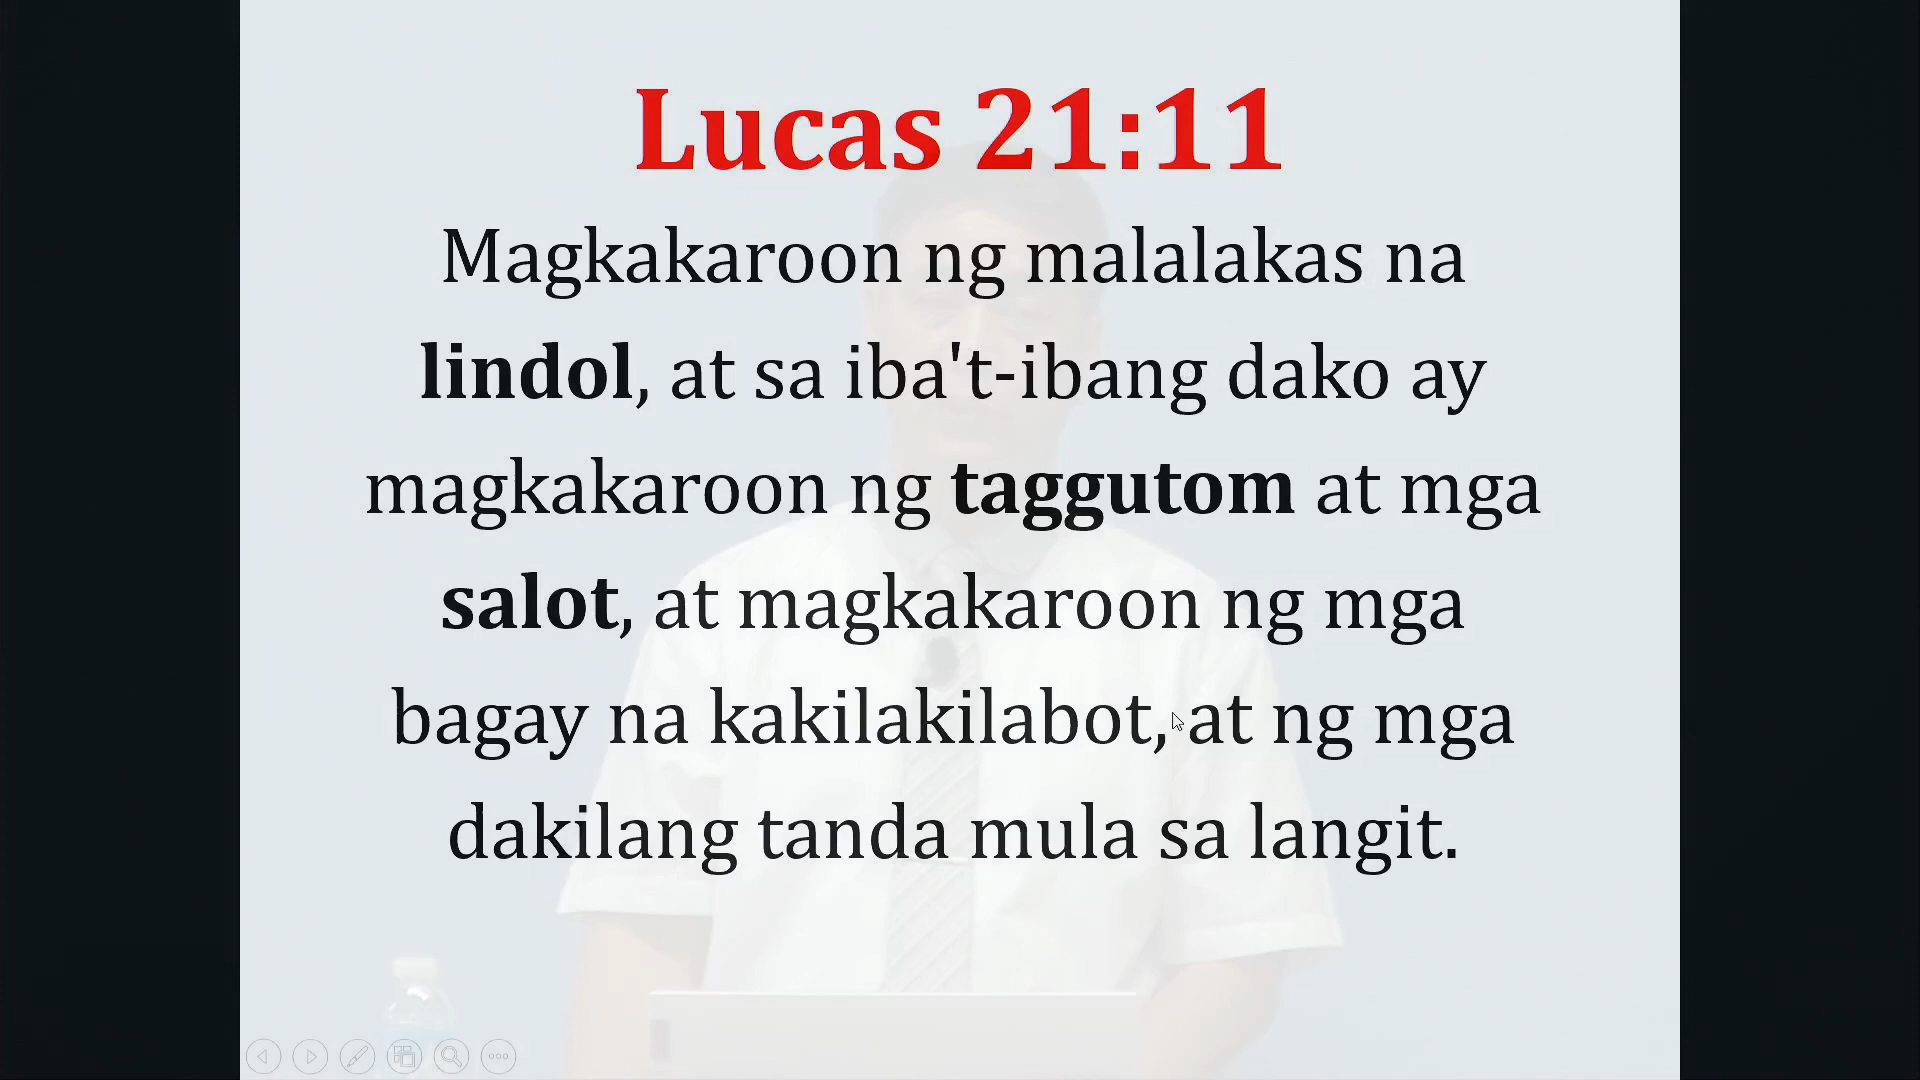 Lucas 21:11
Magkakaroon ng malalakas na
lindol, at sa iba't-ibang dako ay
magkakaroon ng taggutom at mga
salot, at magkakaroon ng mga
bagay na kakilakilabot, at ng mga
dakilang tanda mula sa langit.